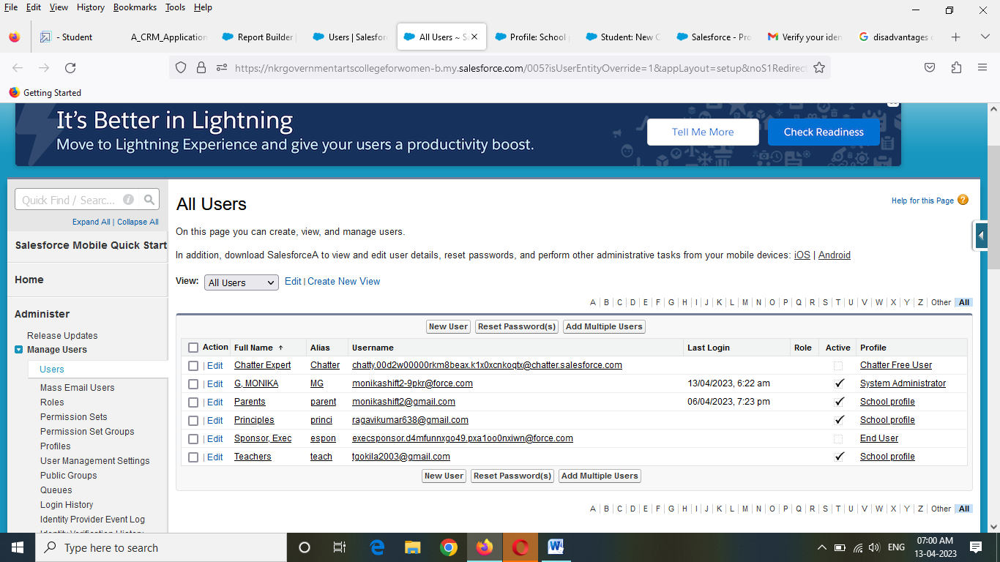 File Edit View History Bookmarks Tools Help
- Student
A_CRM_Application
Report Builder |
Users | Salesfor
All Users ~ S
Profile: School
Student: New C
Salesforce - Pro
Verify your iden
disadvantages
https://nkrgovernmentartscollegeforwomen-b.my.salesforce.com/005?isUserEntityOverride=1&appLayout=setup&noS1Redirect
Getting Started
It's Better in Lightning
Move to Lightning Experience and give your users a productivity boost.
Tell Me More
Check Readiness
Quick Find / Searc...
Expand All | Collapse All
Salesforce Mobile Quick Start
Home
Administer
Release Updates
Manage Users
Users
Mass Email Users
Roles
Permission Sets
Permission Set Groups
Profiles
User Management Settings
Public Groups
Queues
Login History
Identity Provider Event Log
Identity Verification History
All Users
Help for this Page ?
On this page you can create, view, and manage users.
In addition, download SalesforceA to view and edit user details, reset passwords, and perform other administrative tasks from your mobile devices: iOS | Android
View: All Users Edit | Create New View
A | B | C | D | E | F | G | H | I | J | K | L | M | N | O | P | Q | R | S | T | U | V | W | X | Y | Z | Other | All
New User Reset Password(s) Add Multiple Users
Action Full Name ↑ Alias Username Last Login Role Active Profile
| Edit Chatter Expert Chatter chatty.00d2w00000rkm8beax.k1x0xcnkoqtx@chatter.salesforce.com Chatter Free User
| Edit G, MONIKA MG monikashift2-9pkr@force.com 13/04/2023, 6:22 am ✓ System Administrator
| Edit Parents parent monikashift2@gmail.com 06/04/2023, 7:23 pm ✓ School profile
| Edit Principles princi ragavikumar638@gmail.com ✓ School profile
| Edit Sponsor, Exec espon execsponsor.d4mfunnxgo49.pxa1oo0nxiwn@force.com End User
| Edit Teachers teach tgokila2003@gmail.com ✓ School profile
New User Reset Password(s) Add Multiple Users
A | B | C | D | E | F | G | H | I | J | K | L | M | N | O | P | Q | R | S | T | U | V | W | X | Y | Z | Other | All
Type here to search
ENG
07:00 AM
13-04-2023